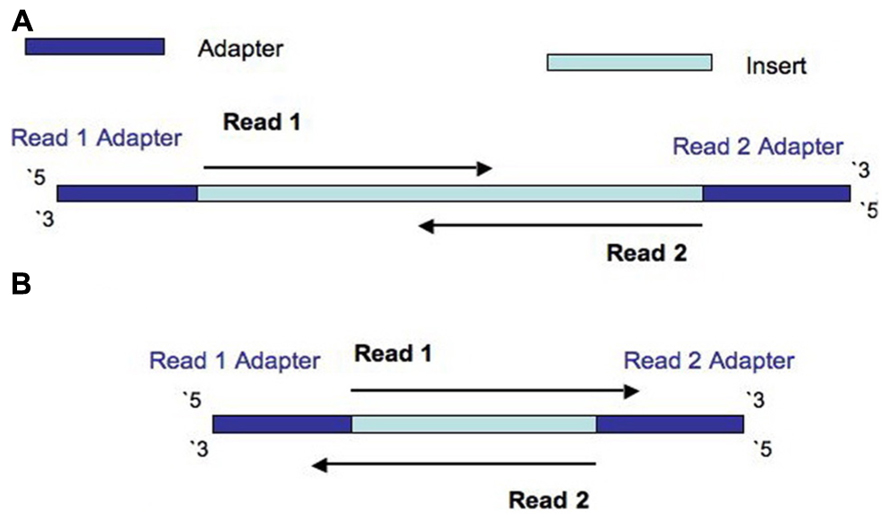 A
Adapter
Insert
Read 1
Read 1 Adapter
Read 2 Adapter
`5
`3
`3
`5
Read 2
B
Read 1 Adapter
Read 1
Read 2 Adapter
`5
`3
`3
`5
Read 2